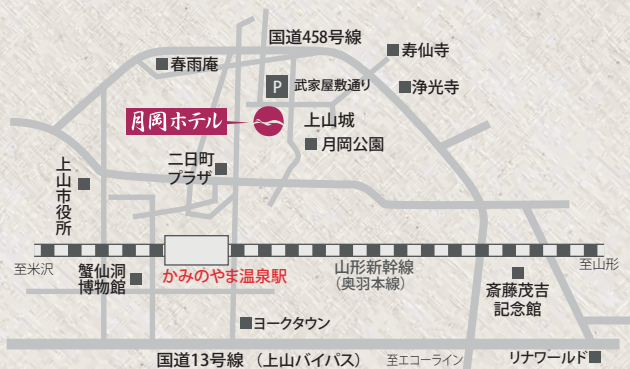 国道458号線
寿仙寺
春雨庵
P
武家屋敷通り
浄光寺
月岡ホテル
上山城
月岡公園
二日町
プラザ
上山市役所
至米沢
蟹仙洞
博物館
かみのやま温泉駅
山形新幹線
（奥羽本線）
至山形
斎藤茂吉
記念館
ヨークタウン
国道13号線 （上山バイパス）
至エコーライン
リナワールド